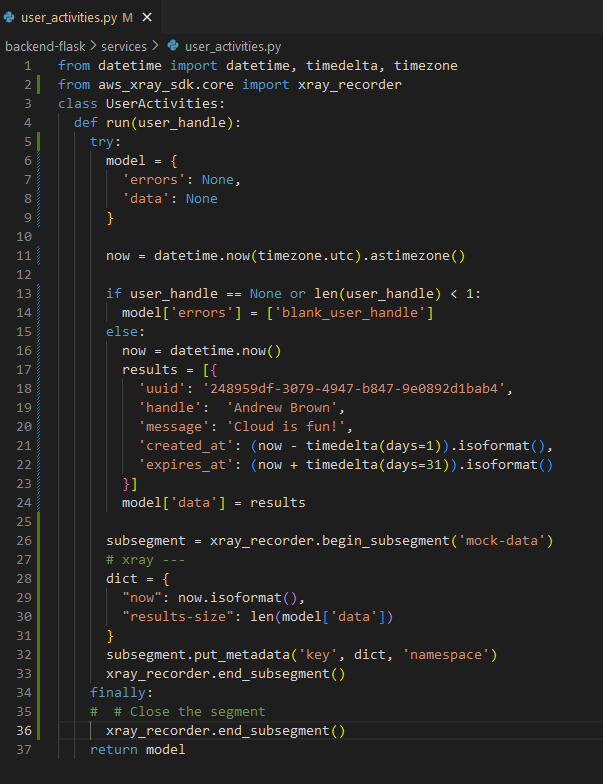 user_activities.py M ×
backend-flask > services > user_activities.py
1 from datetime import datetime, timedelta, timezone
2 from aws_xray_sdk.core import xray_recorder
3 class UserActivities:
4   def run(user_handle):
5     try:
6       model = {
7         'errors': None,
8         'data': None
9       }
10
11       now = datetime.now(timezone.utc).astimezone()
12
13       if user_handle == None or len(user_handle) < 1:
14         model['errors'] = ['blank_user_handle']
15       else:
16         now = datetime.now()
17         results = [{
18           'uuid': '248959df-3079-4947-b847-9e0892d1bab4',
19           'handle':  'Andrew Brown',
20           'message': 'Cloud is fun!',
21           'created_at': (now - timedelta(days=1)).isoformat(),
22           'expires_at': (now + timedelta(days=31)).isoformat()
23         }]
24         model['data'] = results
25
26       subsegment = xray_recorder.begin_subsegment('mock-data')
27       # xray ---
28       dict = {
29         "now": now.isoformat(),
30         "results-size": len(model['data'])
31       }
32       subsegment.put_metadata('key', dict, 'namespace')
33       xray_recorder.end_subsegment()
34     finally:
35     #  # Close the segment
36       xray_recorder.end_subsegment()
37     return model